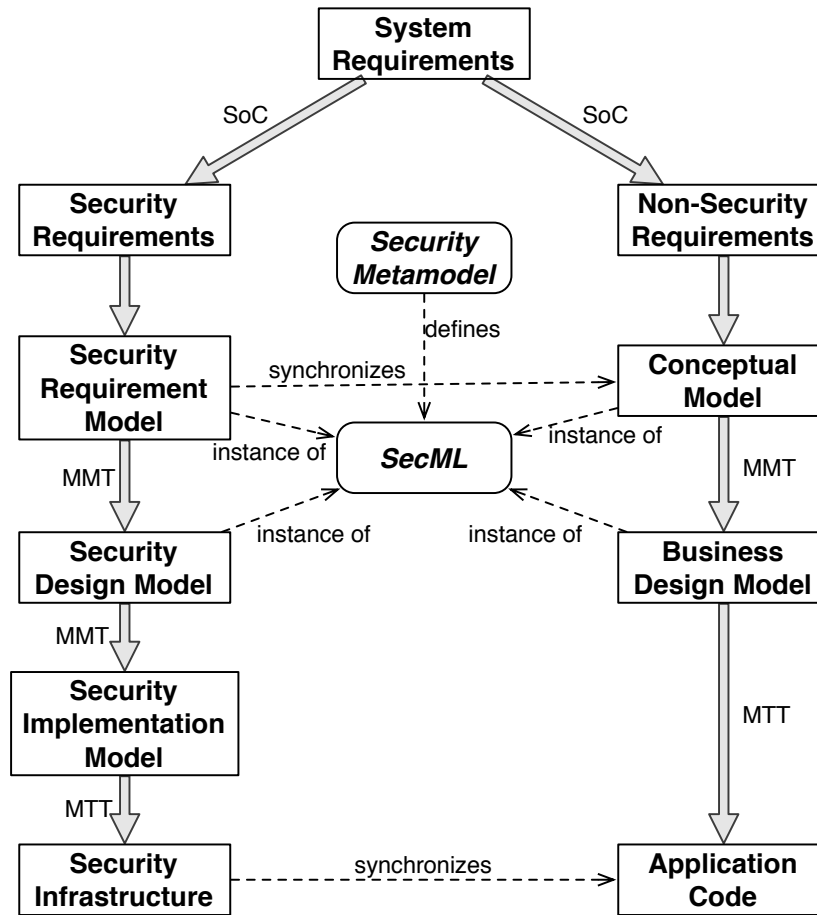 System
Requirements
SoC
SoC
Security
Requirements
Non-Security
Requirements
Security
Metamodel
defines
Security
Requirement
Model
synchronizes
Conceptual
Model
instance of
instance of
SecML
MMT
MMT
instance of
instance of
Security
Design Model
Business
Design Model
MMT
Security
Implementation
Model
MTT
MTT
Security
Infrastructure
synchronizes
Application
Code